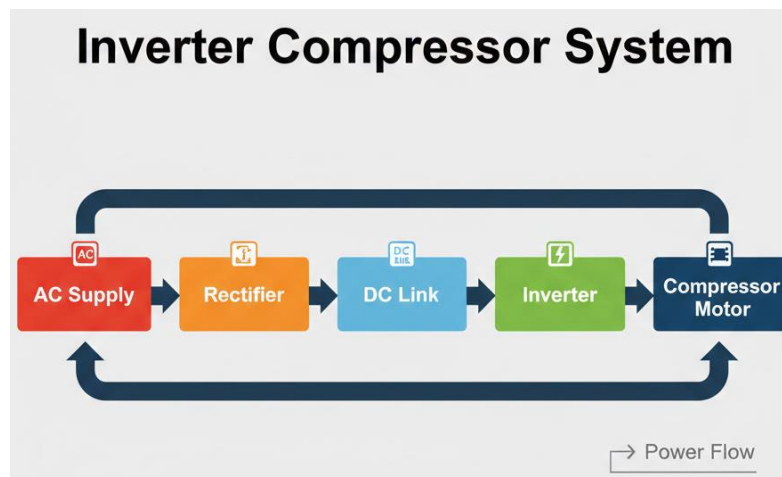 Inverter Compressor System
AC
DC
AC Supply
Rectifier
DC Link
Inverter
Compressor
Motor
Power Flow